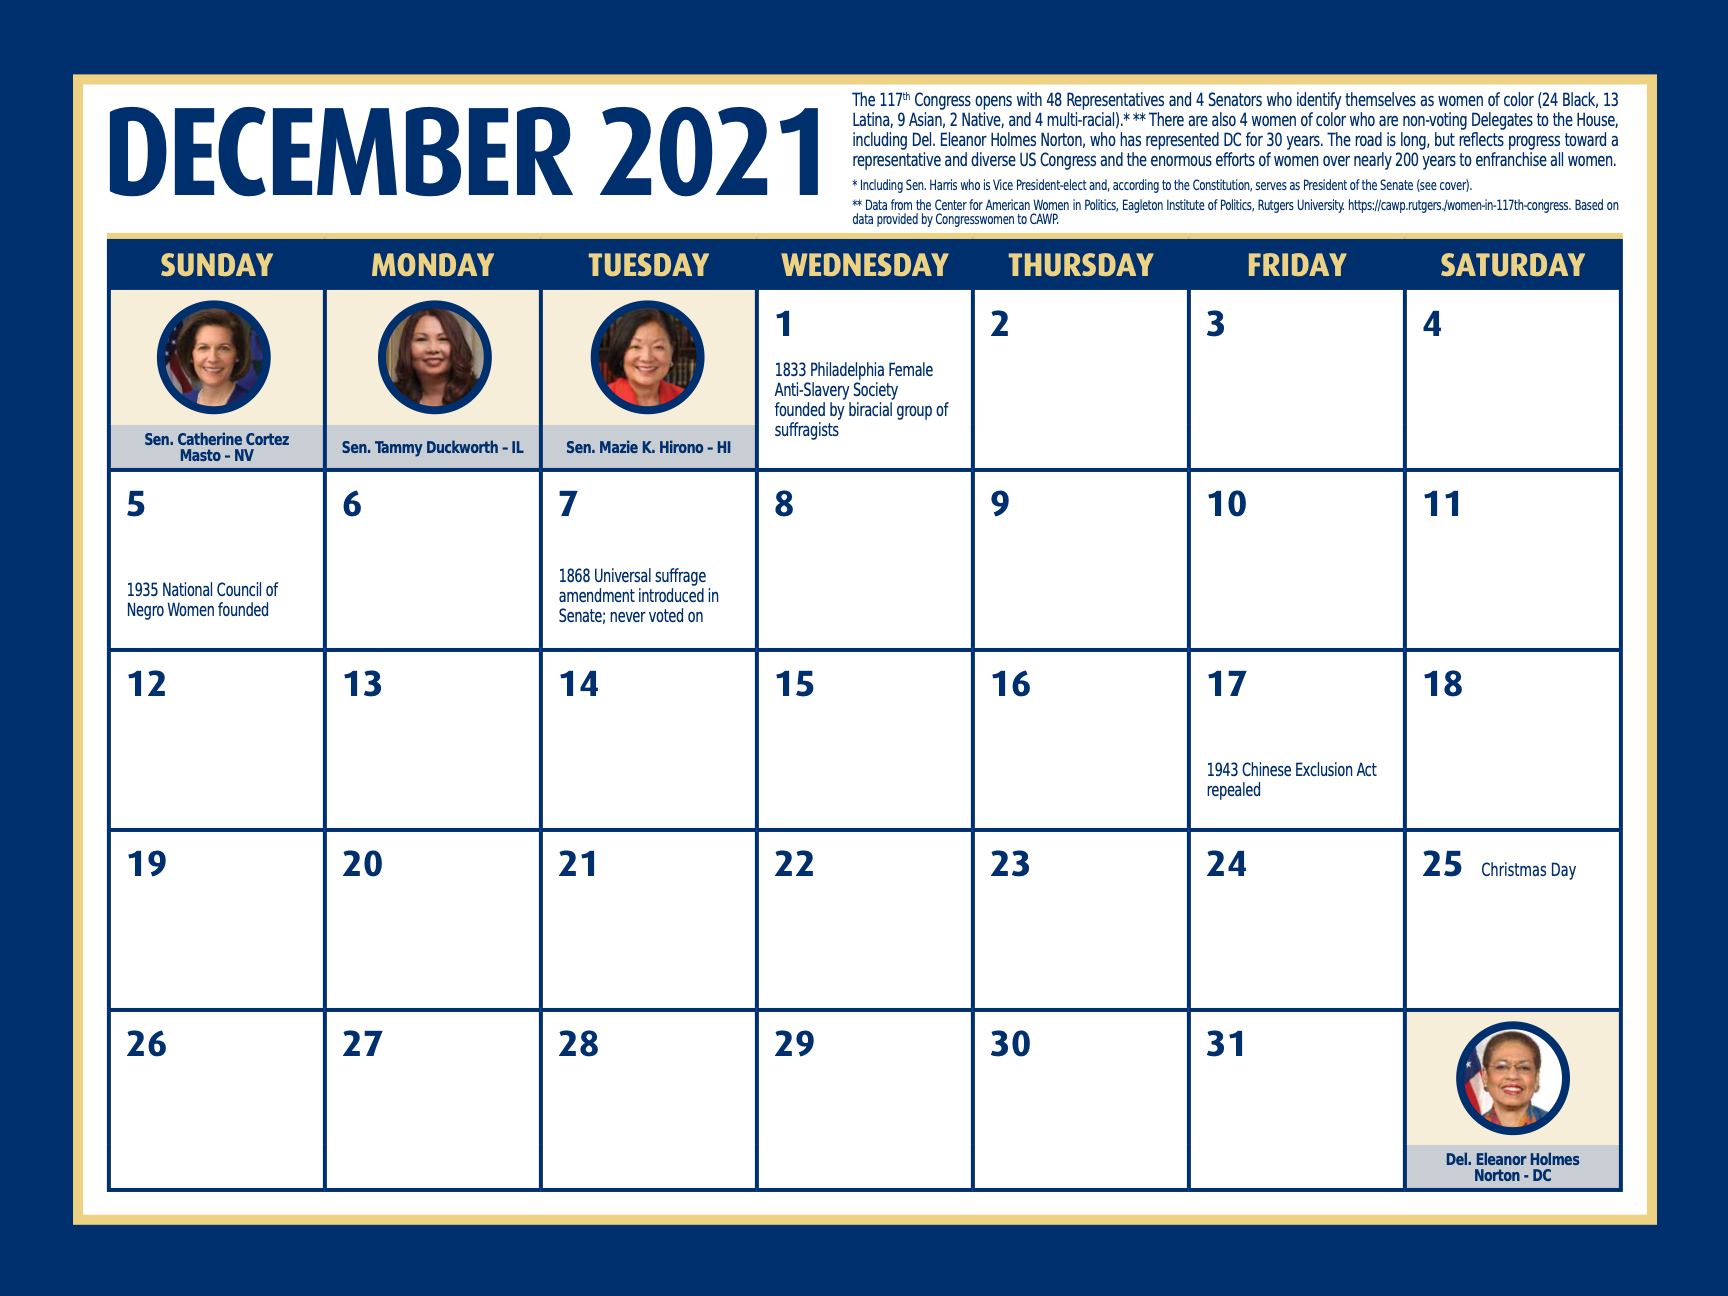 DECEMBER 2021
The 117th Congress opens with 48 Representatives and 4 Senators who identify themselves as women of color (24 Black, 13
Latina, 9 Asian, 2 Native, and 4 multi-racial).* ** There are also 4 women of color who are non-voting Delegates to the House,
including Del. Eleanor Holmes Norton, who has represented DC for 30 years. The road is long, but reflects progress toward a
representative and diverse US Congress and the enormous efforts of women over nearly 200 years to enfranchise all women.
* Including Sen. Harris who is Vice President-elect and, according to the Constitution, serves as President of the Senate (see cover).
** Data from the Center for American Women in Politics, Eagleton Institute of Politics, Rutgers University. https://cawp.rutgers./women-in-117th-congress. Based on
data provided by Congresswomen to CAWP.
SUNDAY MONDAY TUESDAY WEDNESDAY THURSDAY FRIDAY SATURDAY
Sen. Catherine Cortez
Masto – NV
Sen. Tammy Duckworth – IL
Sen. Mazie K. Hirono – HI
1
1833 Philadelphia Female
Anti-Slavery Society
founded by biracial group of
suffragists
2
3
4
5
1935 National Council of
Negro Women founded
6
7
1868 Universal suffrage
amendment introduced in
Senate; never voted on
8
9
10
11
12
13
14
15
16
17
1943 Chinese Exclusion Act
repealed
18
19
20
21
22
23
24
25 Christmas Day
26
27
28
29
30
31
Del. Eleanor Holmes
Norton - DC